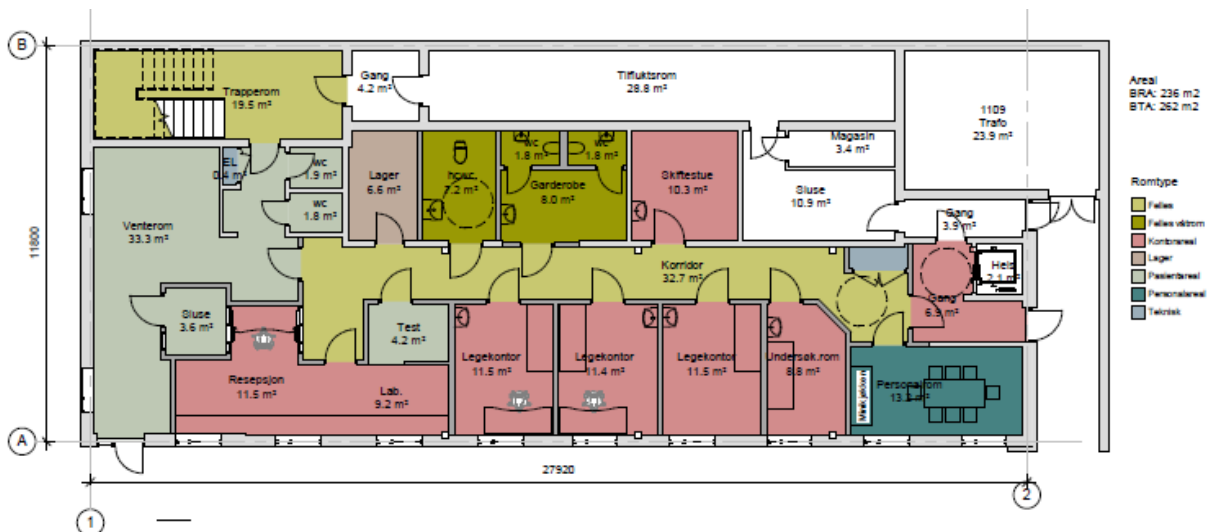 B
Trapperom
19.5 m²
Gang
4.2 m²
Tilfluktsrom
28.8 m²
1109
Trafo
23.9 m²
Areal
BRA: 236 m2
BTA: 262 m2
EL
0.4 m²
wc
1.9 m²
wc
1.8 m²
Lager
6.6 m²
7.2 m²
wc
1.8 m²
wc
1.8 m²
Garderobe
8.0 m²
Skiftestue
10.3 m²
Magasin
3.4 m²
Sluse
10.9 m²
Gang
3.9 m²
Romtype
Felles
Felles våtrom
Kontorareal
Lager
Pasientareal
Personalareal
Teknisk
11800
Venterom
33.3 m²
Korridor
32.7 m²
Heis
2.1 m²
Gang
6.9 m²
Sluse
3.6 m²
Test
4.2 m²
Resepsjon
11.5 m²
Lab.
9.2 m²
Legekontor
11.5 m²
Legekontor
11.4 m²
Legekontor
11.5 m²
Undersøk.rom
8.8 m²
Personalrom
Minikjøkken
A
27920
1
2